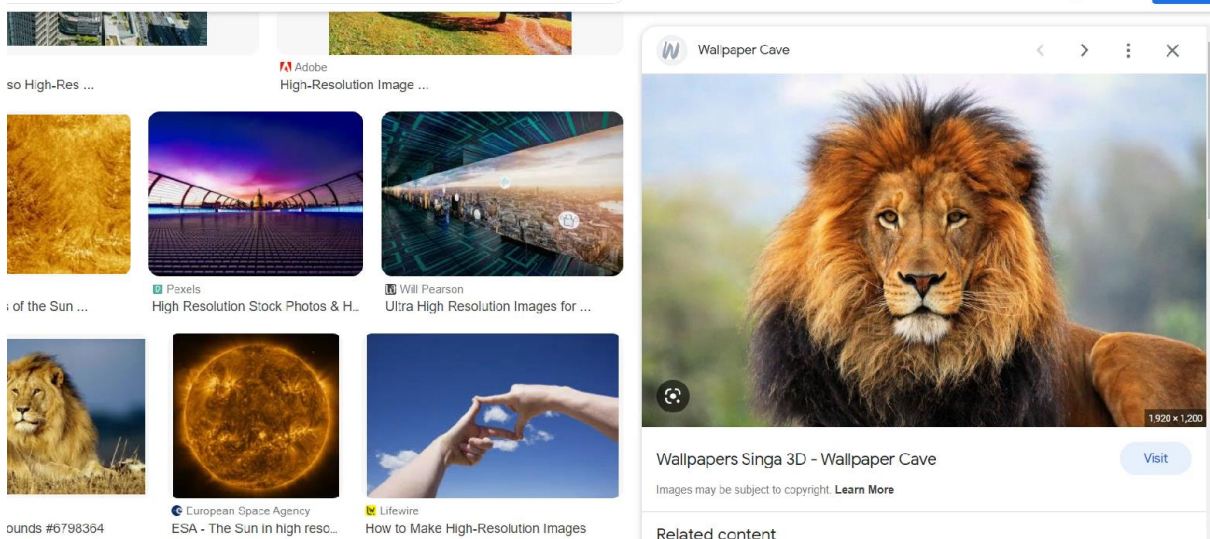 so High-Res ...
Adobe
High-Resolution Image ...
s of the Sun ...
Pexels
High Resolution Stock Photos & H...
Will Pearson
Ultra High Resolution Images for ...
ounds #6798364
European Space Agency
ESA - The Sun in high reso...
Lifewire
How to Make High-Resolution Images
Wallpaper Cave
1,920 × 1,200
Wallpapers Singa 3D - Wallpaper Cave
Visit
Images may be subject to copyright. Learn More
Related content